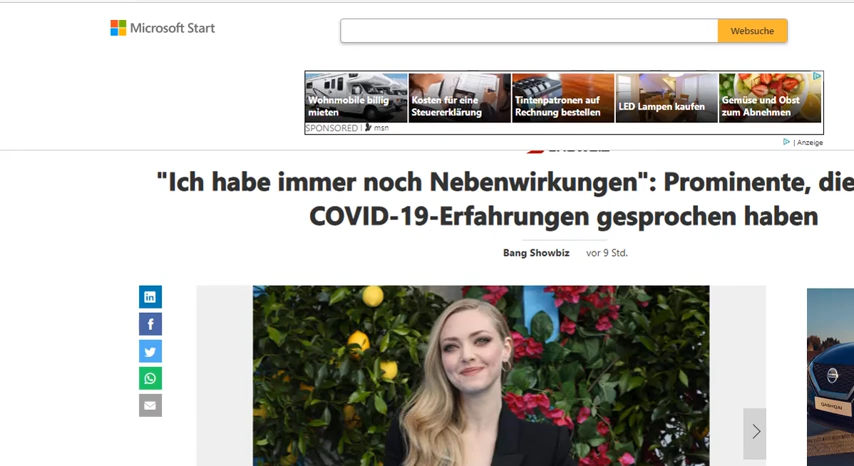 Microsoft Start
Websuche
Wohnmobile billig mieten
Kosten für eine Steuererklärung
Tintenpatronen auf Rechnung bestellen
LED Lampen kaufen
Gemüse und Obst zum Abnehmen
SPONSORED | msn
| Anzeige
"Ich habe immer noch Nebenwirkungen": Prominente, die
COVID-19-Erfahrungen gesprochen haben
Bang Showbiz vor 9 Std.